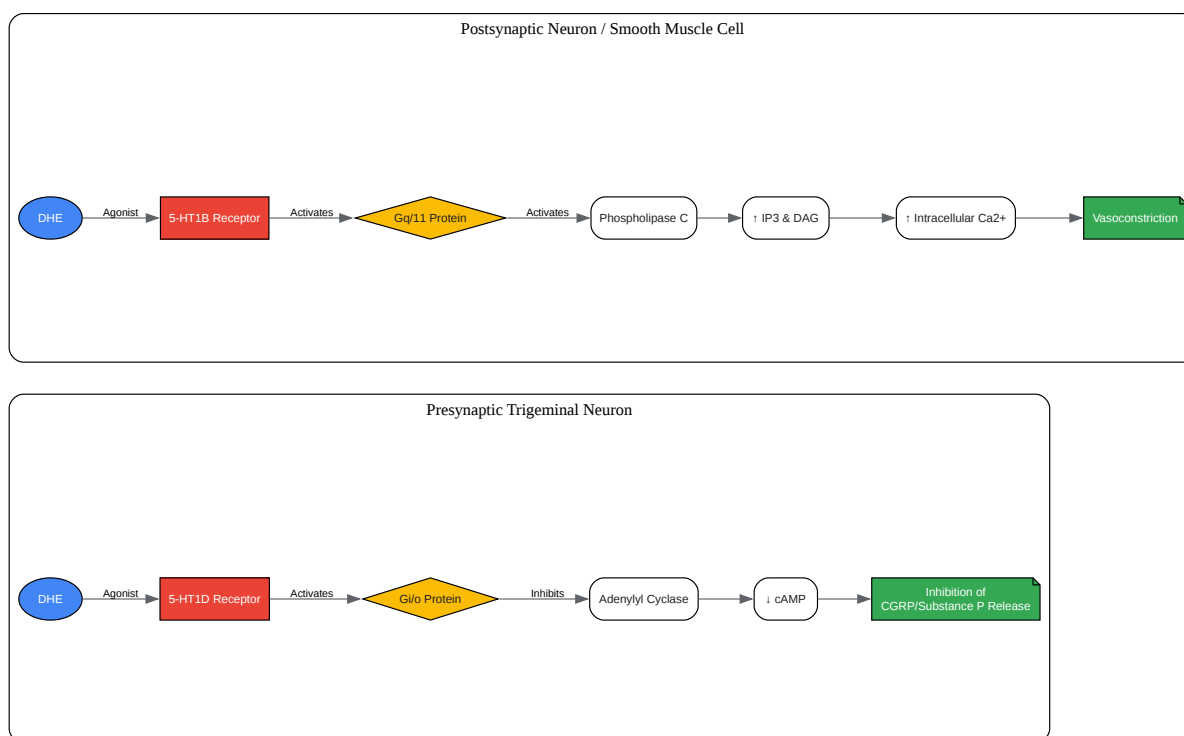 Postsynaptic Neuron / Smooth Muscle Cell
DHE
Agonist
5-HT1B Receptor
Activates
Gq/11 Protein
Activates
Phospholipase C
↑ IP3 & DAG
↑ Intracellular Ca2+
Vasoconstriction
Presynaptic Trigeminal Neuron
DHE
Agonist
5-HT1D Receptor
Activates
Gi/o Protein
Inhibits
Adenylyl Cyclase
↓ cAMP
Inhibition of
CGRP/Substance P Release